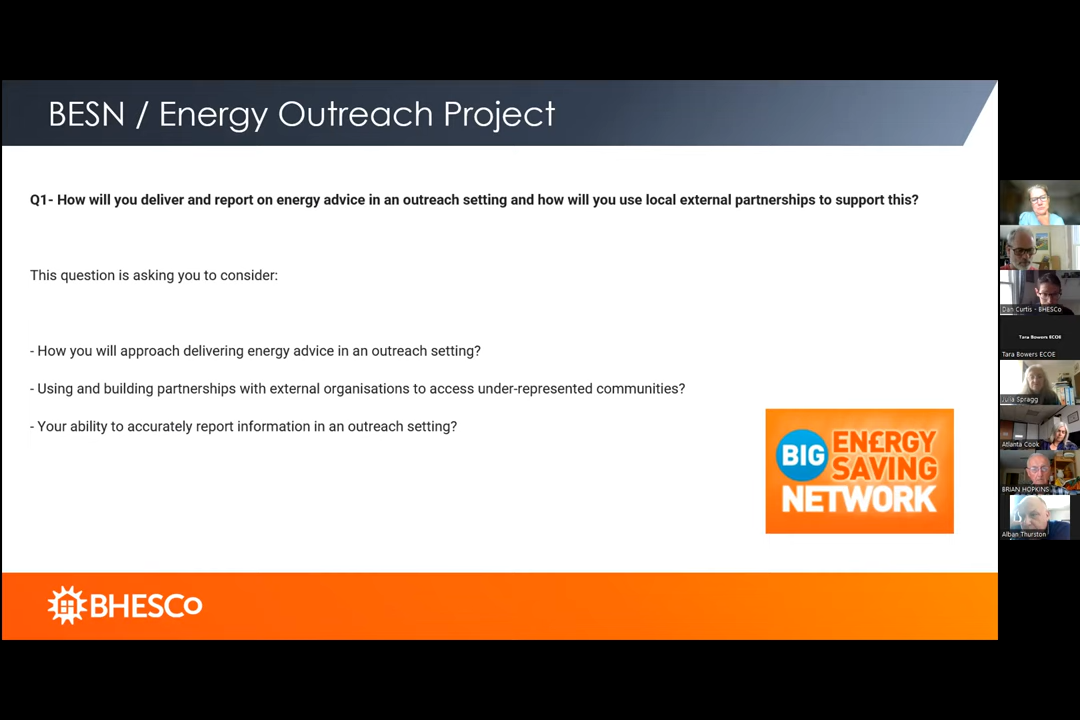 BESN / Energy Outreach Project
Q1- How will you deliver and report on energy advice in an outreach setting and how will you use local external partnerships to support this?
This question is asking you to consider:
- How you will approach delivering energy advice in an outreach setting?
- Using and building partnerships with external organisations to access under-represented communities?
- Your ability to accurately report information in an outreach setting?
BIG
EN£RGY
SAVING
NETWORK
BHESCo
Dan Curtis - BHESCo
Tara Bowers ECOE
Tara Bowers ECOE
Julia Spragg
Atlanta Cook
BRIAN HOPKINS
Alban Thurston